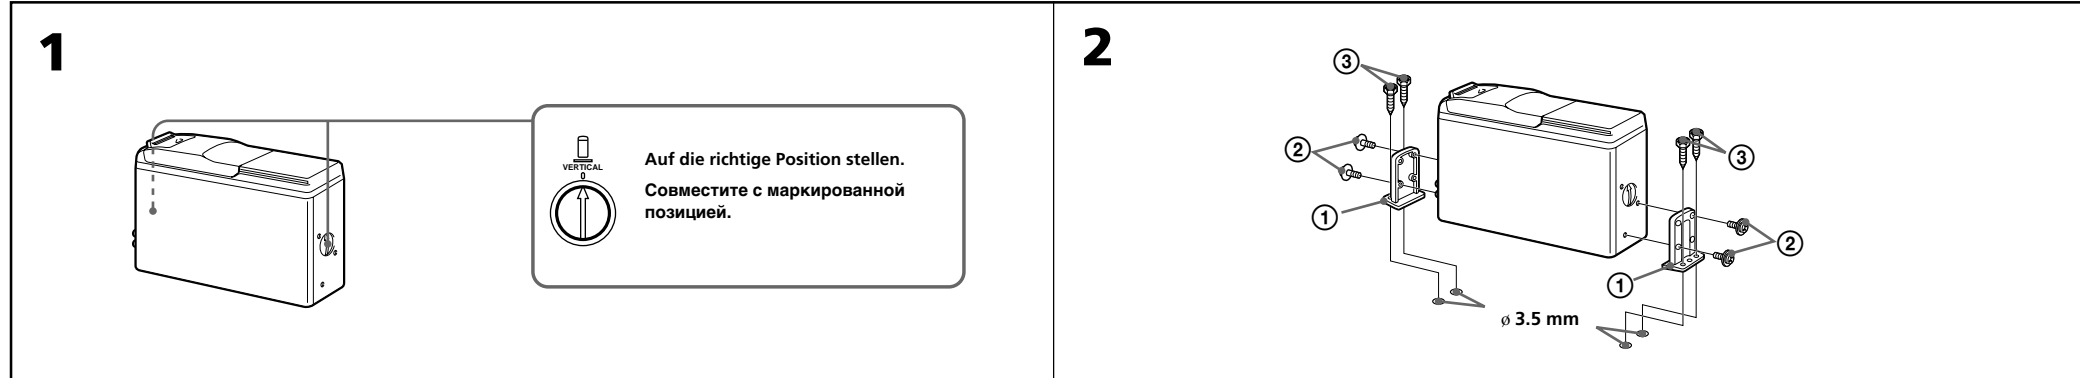 1
VERTICAL
0
Auf die richtige Position stellen.
Совместите с маркированной
позицией.
2
③
②
①
③
②
①
ø 3.5 mm